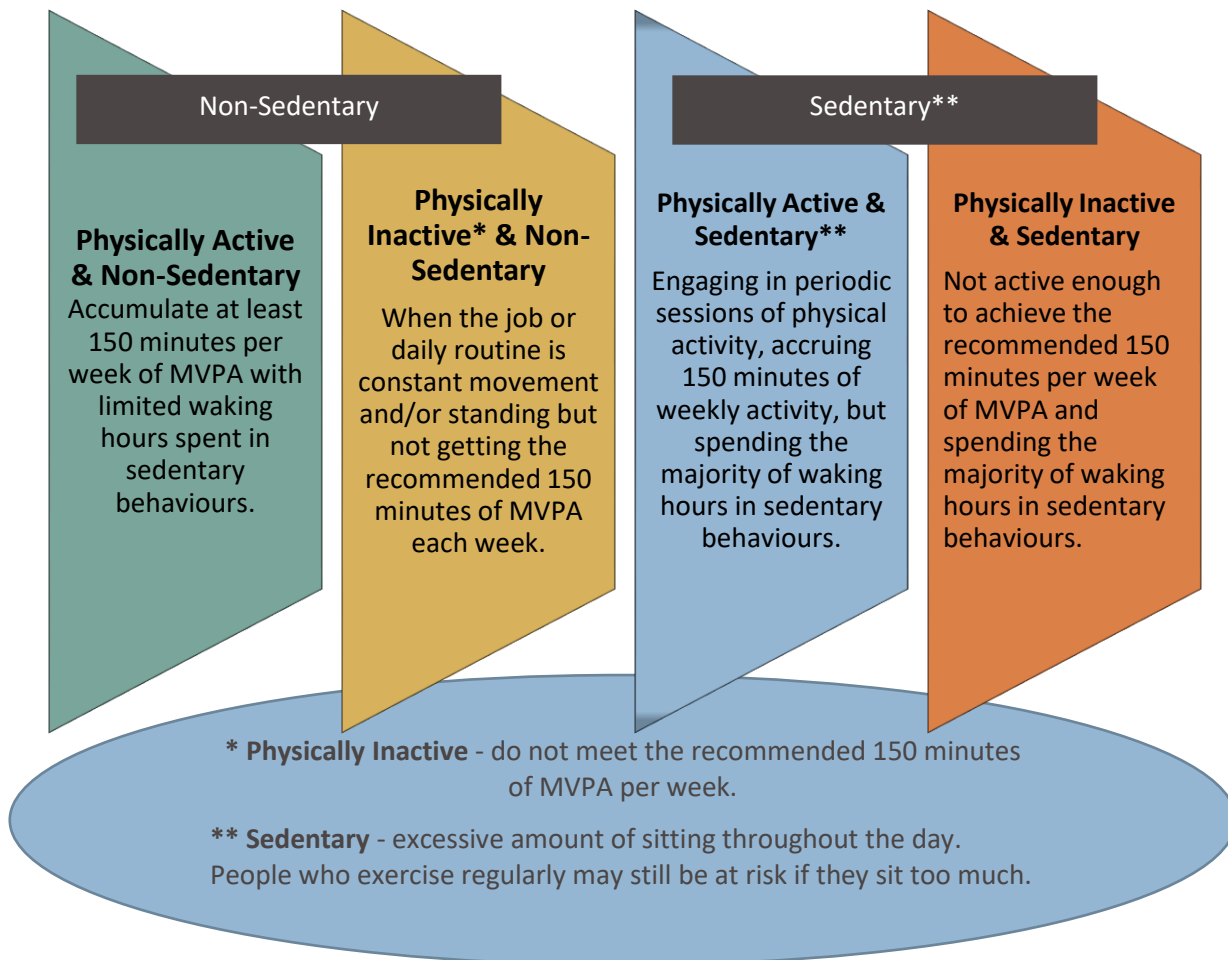 Non-Sedentary
Physically Active
& Non-Sedentary
Accumulate at least
150 minutes per
week of MVPA with
limited waking
hours spent in
sedentary
behaviours.
Physically
Inactive* & Non-
Sedentary
When the job or
daily routine is
constant movement
and/or standing but
not getting the
recommended 150
minutes of MVPA
each week.
Sedentary**
Physically Active &
Sedentary**
Engaging in periodic
sessions of physical
activity, accruing
150 minutes of
weekly activity, but
spending the
majority of waking
hours in sedentary
behaviours.
Physically Inactive
& Sedentary
Not active enough
to achieve the
recommended 150
minutes per week
of MVPA and
spending the
majority of waking
hours in sedentary
behaviours.
* Physically Inactive - do not meet the recommended 150 minutes
of MVPA per week.
** Sedentary - excessive amount of sitting throughout the day.
People who exercise regularly may still be at risk if they sit too much.